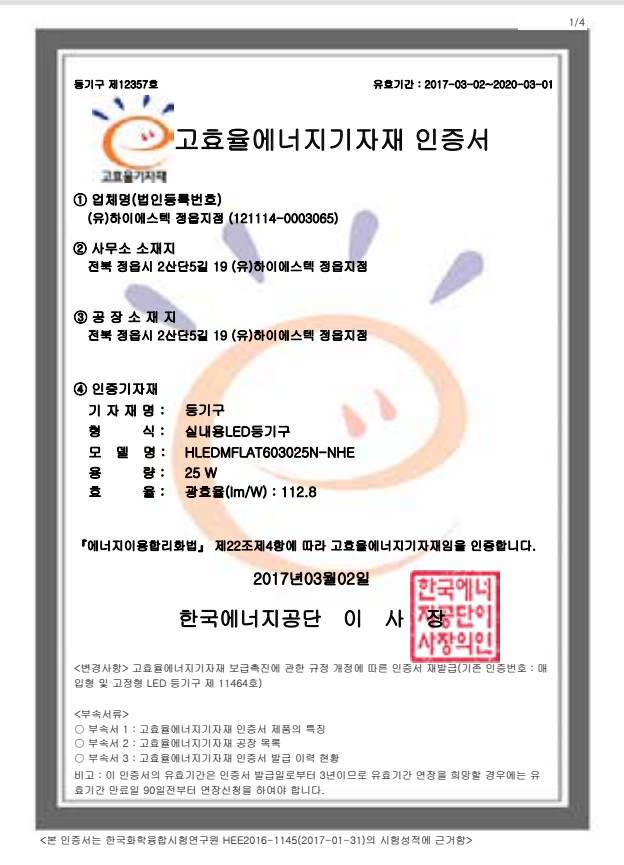 1/4
등기구 제12357호
유효기간 : 2017-03-02~2020-03-01
고효율에너지기자재 인증서
고효율기자재
① 업체명(법인등록번호)
(유)하이에스텍 정읍지점 (121114-0003065)
② 사무소 소재지
전북 정읍시 2산단5길 19 (유)하이에스텍 정읍지점
③ 공 장 소 재 지
전북 정읍시 2산단5길 19 (유)하이에스텍 정읍지점
④ 인증기자재
기 자 재 명 : 등기구
형 식 : 실내용LED등기구
모 델 명 : HLEDMFLAT603025N-NHE
용 량 : 25 W
효 율 : 광효율(lm/W) : 112.8
『에너지이용합리화법』 제22조제4항에 따라 고효율에너지기자재임을 인증합니다.
2017년03월02일
한국에너지공단 이 사 장
한국에너
지공단이
사장의인
<변경사항> 고효율에너지기자재 보급촉진에 관한 규정 개정에 따른 인증서 재발급(기존 인증번호 : 매
입형 및 고정형 LED 등기구 제 11464호)
<부속서류>
○ 부속서 1 : 고효율에너지기자재 인증서 제품의 특징
○ 부속서 2 : 고효율에너지기자재 공장 목록
○ 부속서 3 : 고효율에너지기자재 인증서 발급 이력 현황
비고 : 이 인증서의 유효기간은 인증서 발급일로부터 3년이므로 유효기간 연장을 희망할 경우에는 유
효기간 만료일 90일전부터 연장신청을 하여야 합니다.
<본 인증서는 한국화학융합시험연구원 HEE2016-1145(2017-01-31)의 시험성적에 근거함>